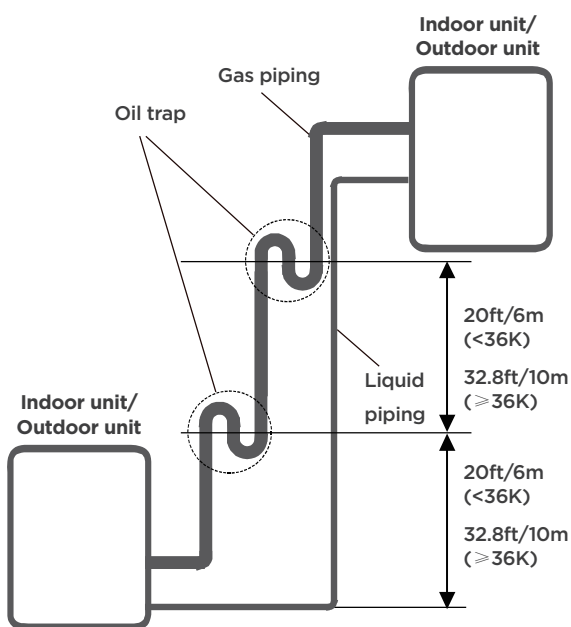 Indoor unit/
Outdoor unit
Gas piping
Oil trap
20ft/6m
(<36K)
32.8ft/10m
(≥36K)
Liquid
piping
Indoor unit/
Outdoor unit
20ft/6m
(<36K)
32.8ft/10m
(≥36K)